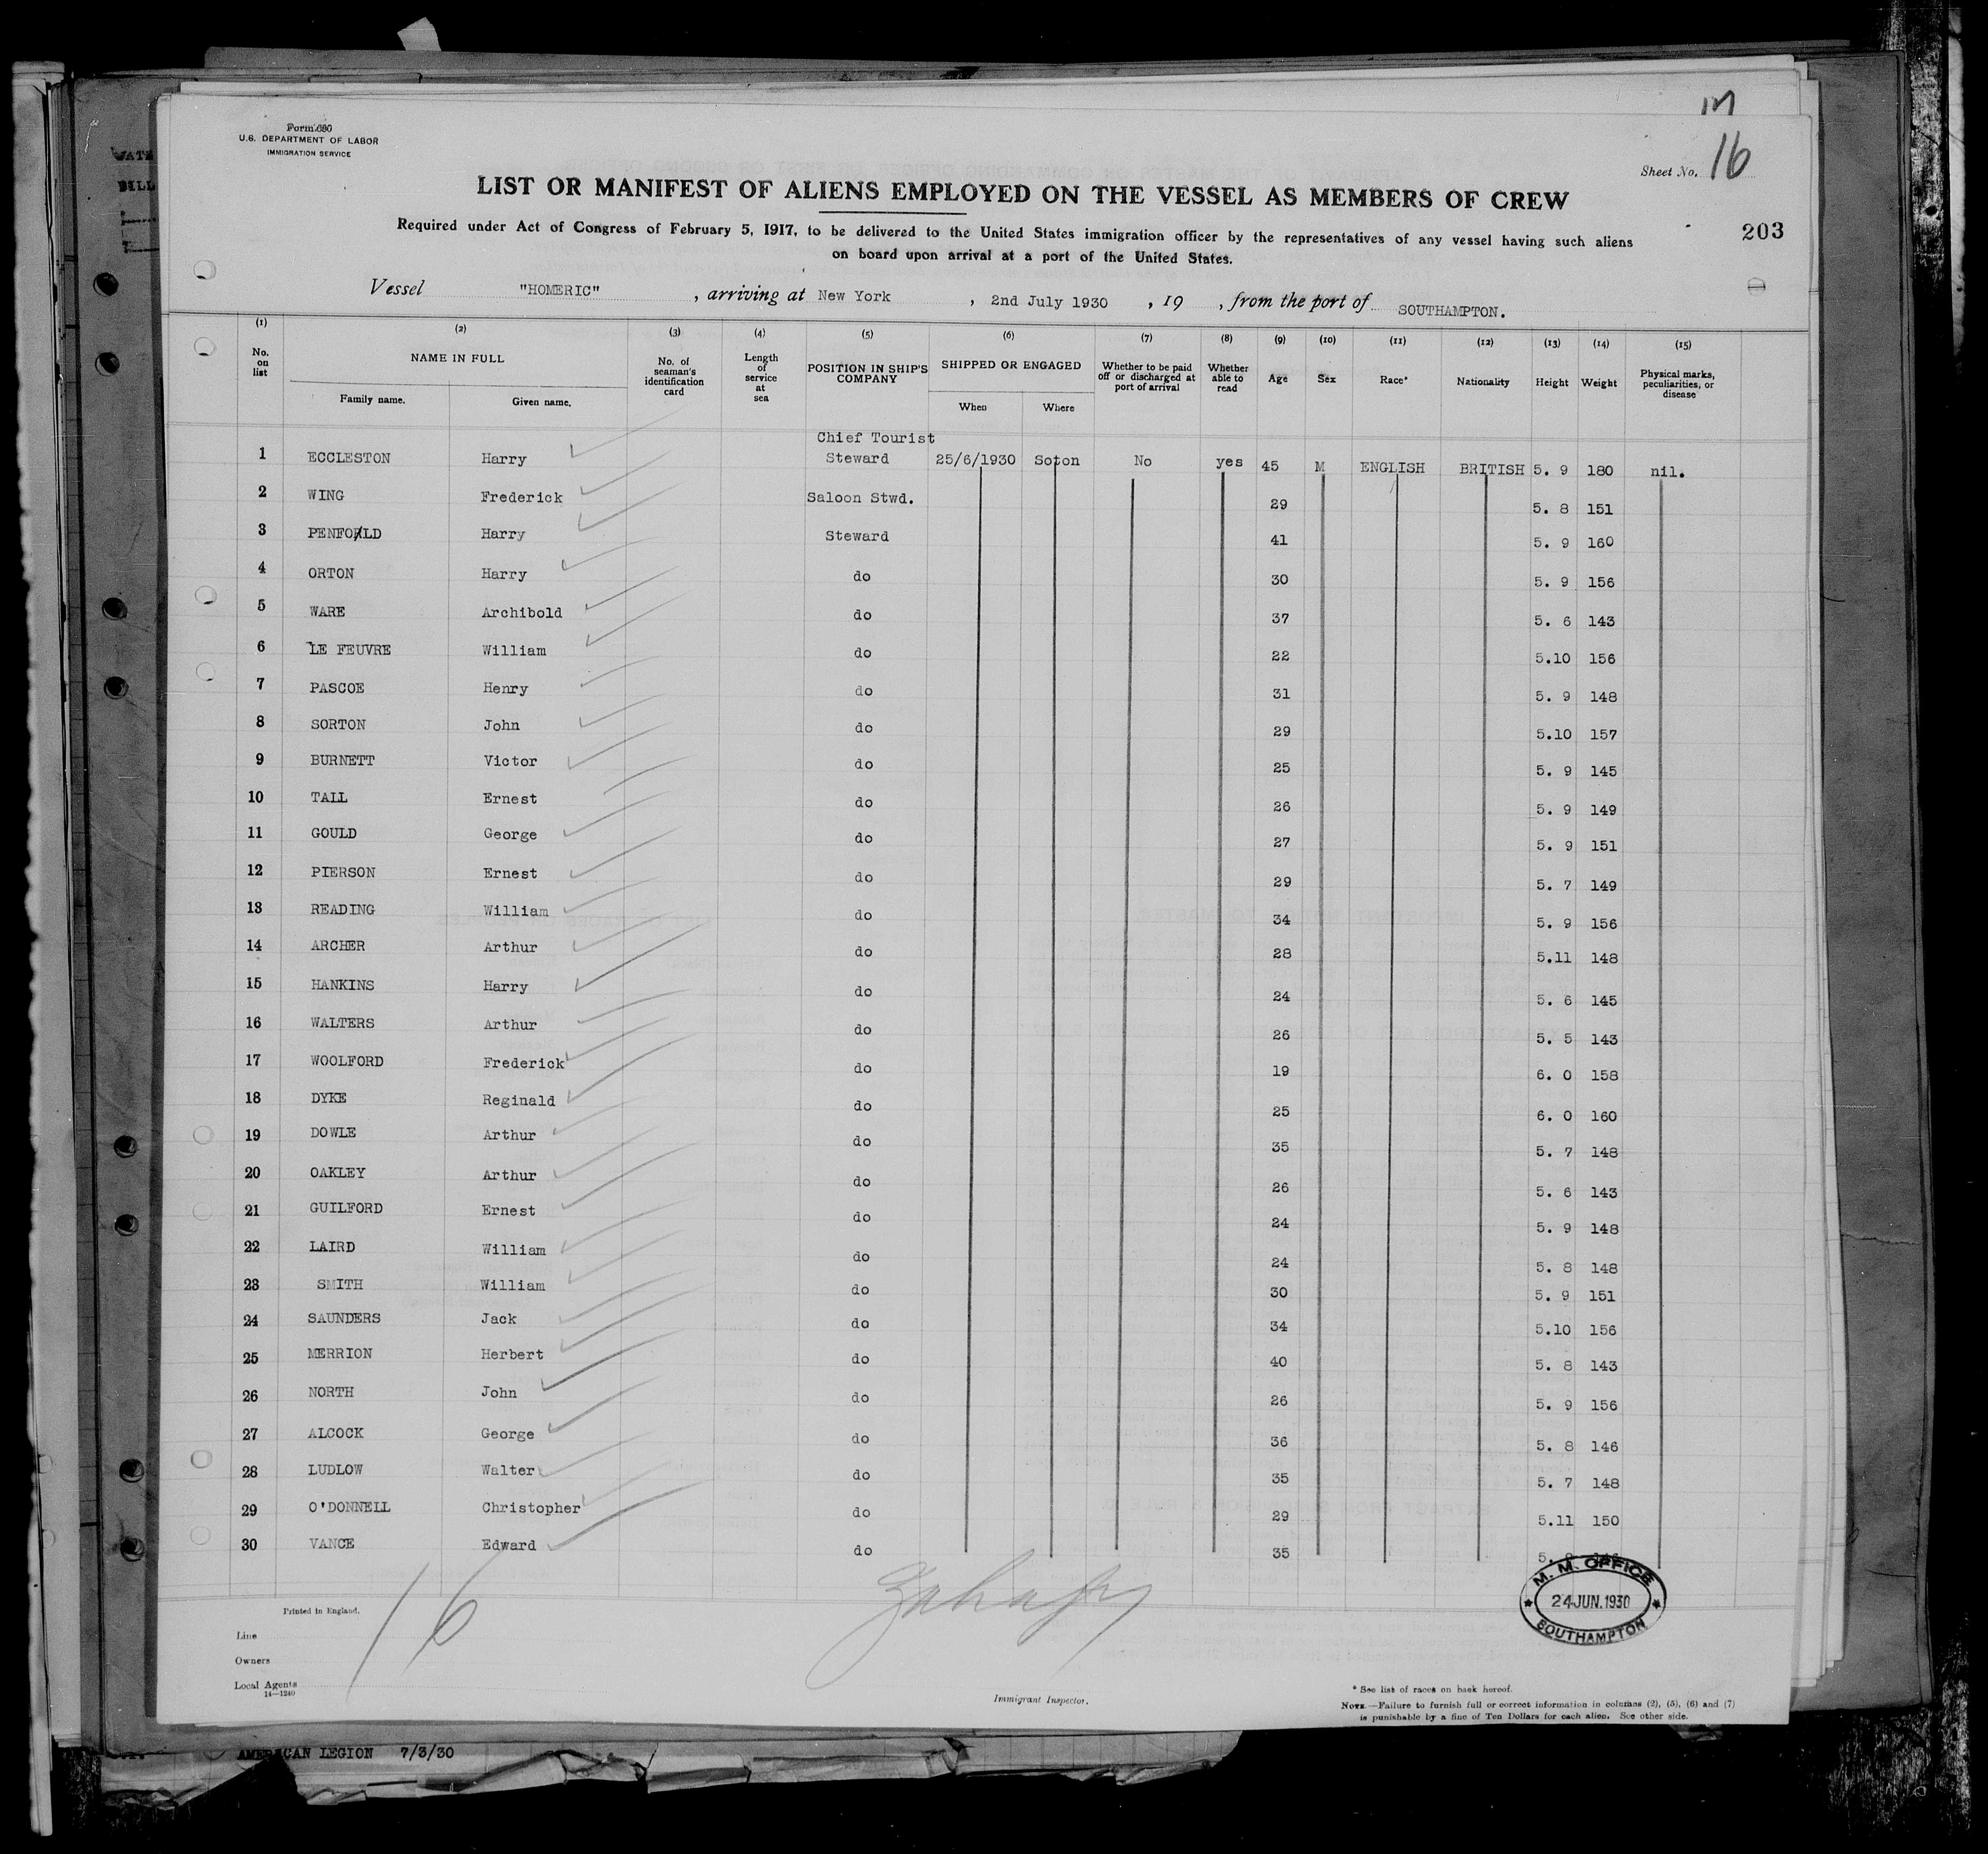 Form 680
U.S. DEPARTMENT OF LABOR
IMMIGRATION SERVICE
Sheet No. 16
LIST OR MANIFEST OF ALIENS EMPLOYED ON THE VESSEL AS MEMBERS OF CREW
203
Required under Act of Congress of February 5, 1917, to be delivered to the United States immigration officer by the representatives of any vessel having such aliens
on board upon arrival at a port of the United States.
Vessel "HOMERIC" , arriving at New York , 2nd July 1930 , 19 , from the port of SOUTHAMPTON.
(1) (2) (3) (4) (5) (6) (7) (8) (9) (10) (11) (12) (13) (14) (15)
No. on list NAME IN FULL Family name. Given name. No. of seaman's identification card Length of service at sea POSITION IN SHIP'S COMPANY SHIPPED OR ENGAGED When Where Whether to be paid off or discharged at port of arrival Whether able to read Age Sex Race* Nationality Height Weight Physical marks, peculiarities, or disease
1 ECCLESTON Harry Chief Tourist Steward 25/6/1930 Soton No yes 45 M ENGLISH BRITISH 5. 9 180 nil.
2 WING Frederick Saloon Stwd. 29 5. 8 151
3 PENFOLD Harry Steward 41 5. 9 160
4 ORTON Harry do 30 5. 9 156
5 WARE Archibold do 37 5. 6 143
6 LE FEUVRE William do 22 5.10 156
7 PASCOE Henry do 31 5. 9 148
8 SORTON John do 29 5.10 157
9 BURNETT Victor do 25 5. 9 145
10 TALL Ernest do 26 5. 9 149
11 GOULD George do 27 5. 9 151
12 PIERSON Ernest do 29 5. 7 149
13 READING William do 34 5. 9 156
14 ARCHER Arthur do 28 5.11 148
15 HANKINS Harry do 24 5. 6 145
16 WALTERS Arthur do 26 5. 5 143
17 WOOLFORD Frederick do 19 6. 0 158
18 DYKE Reginald do 25 6. 0 160
19 DOWLE Arthur do 35 5. 7 148
20 OAKLEY Arthur do 26 5. 6 143
21 GUILFORD Ernest do 24 5. 9 148
22 LAIRD William do 24 5. 8 148
23 SMITH William do 30 5. 9 151
24 SAUNDERS Jack do 34 5.10 156
25 MERRION Herbert do 40 5. 8 143
26 NORTH John do 26 5. 9 156
27 ALCOCK George do 36 5. 8 146
28 LUDLOW Walter do 35 5. 7 148
29 O'DONNELL Christopher do 29 5.11 150
30 VANCE Edward do 35 5.
M. M. OFFICE
24 JUN. 1930
SOUTHAMPTON
Printed in England.
16
Line
Owners
Local Agents
14—1240
Immigrant Inspector.
* See list of races on back hereof.
NOTE.—Failure to furnish full or correct information in columns (2), (5), (6) and (7)
is punishable by a fine of Ten Dollars for each alien. See other side.
AMERICAN LEGION 7/3/30